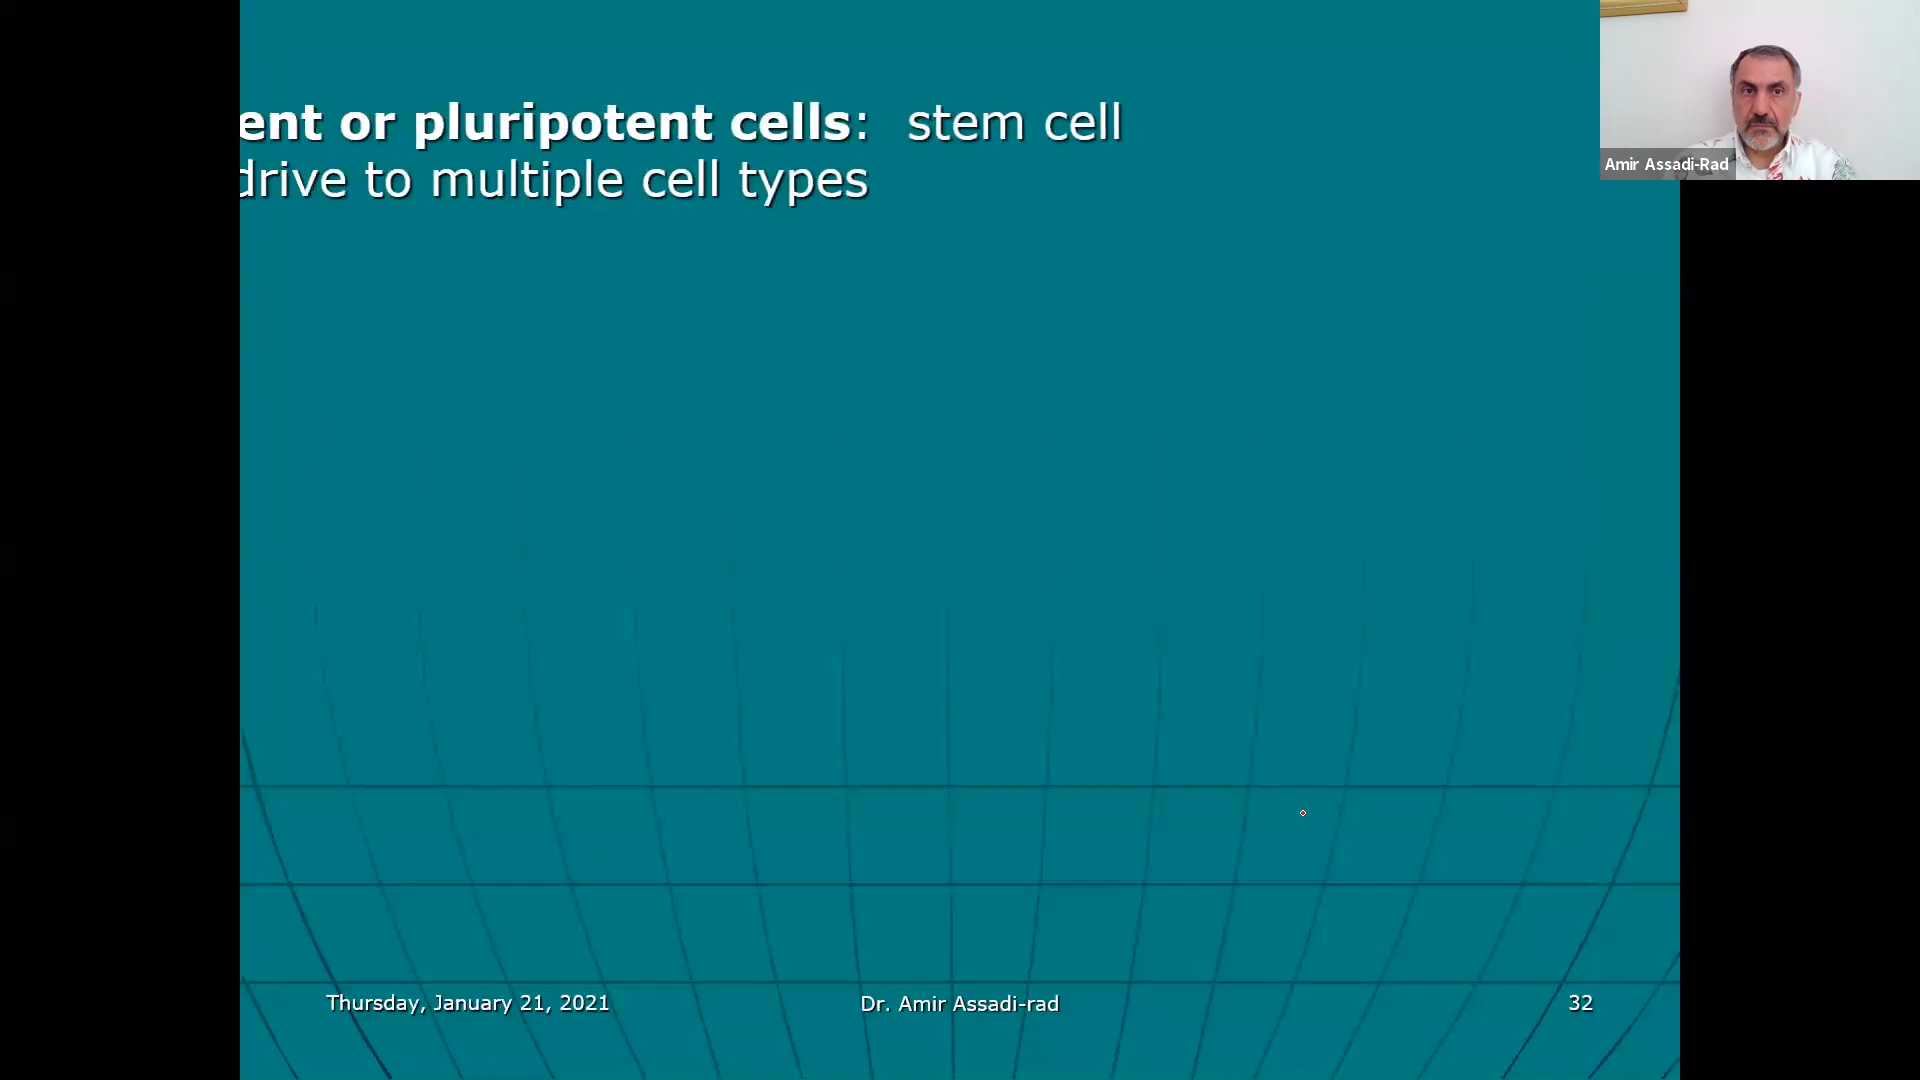 ent or pluripotent cells: stem cell
drive to multiple cell types
Amir Assadi-Rad
Thursday, January 21, 2021
Dr. Amir Assadi-rad
32